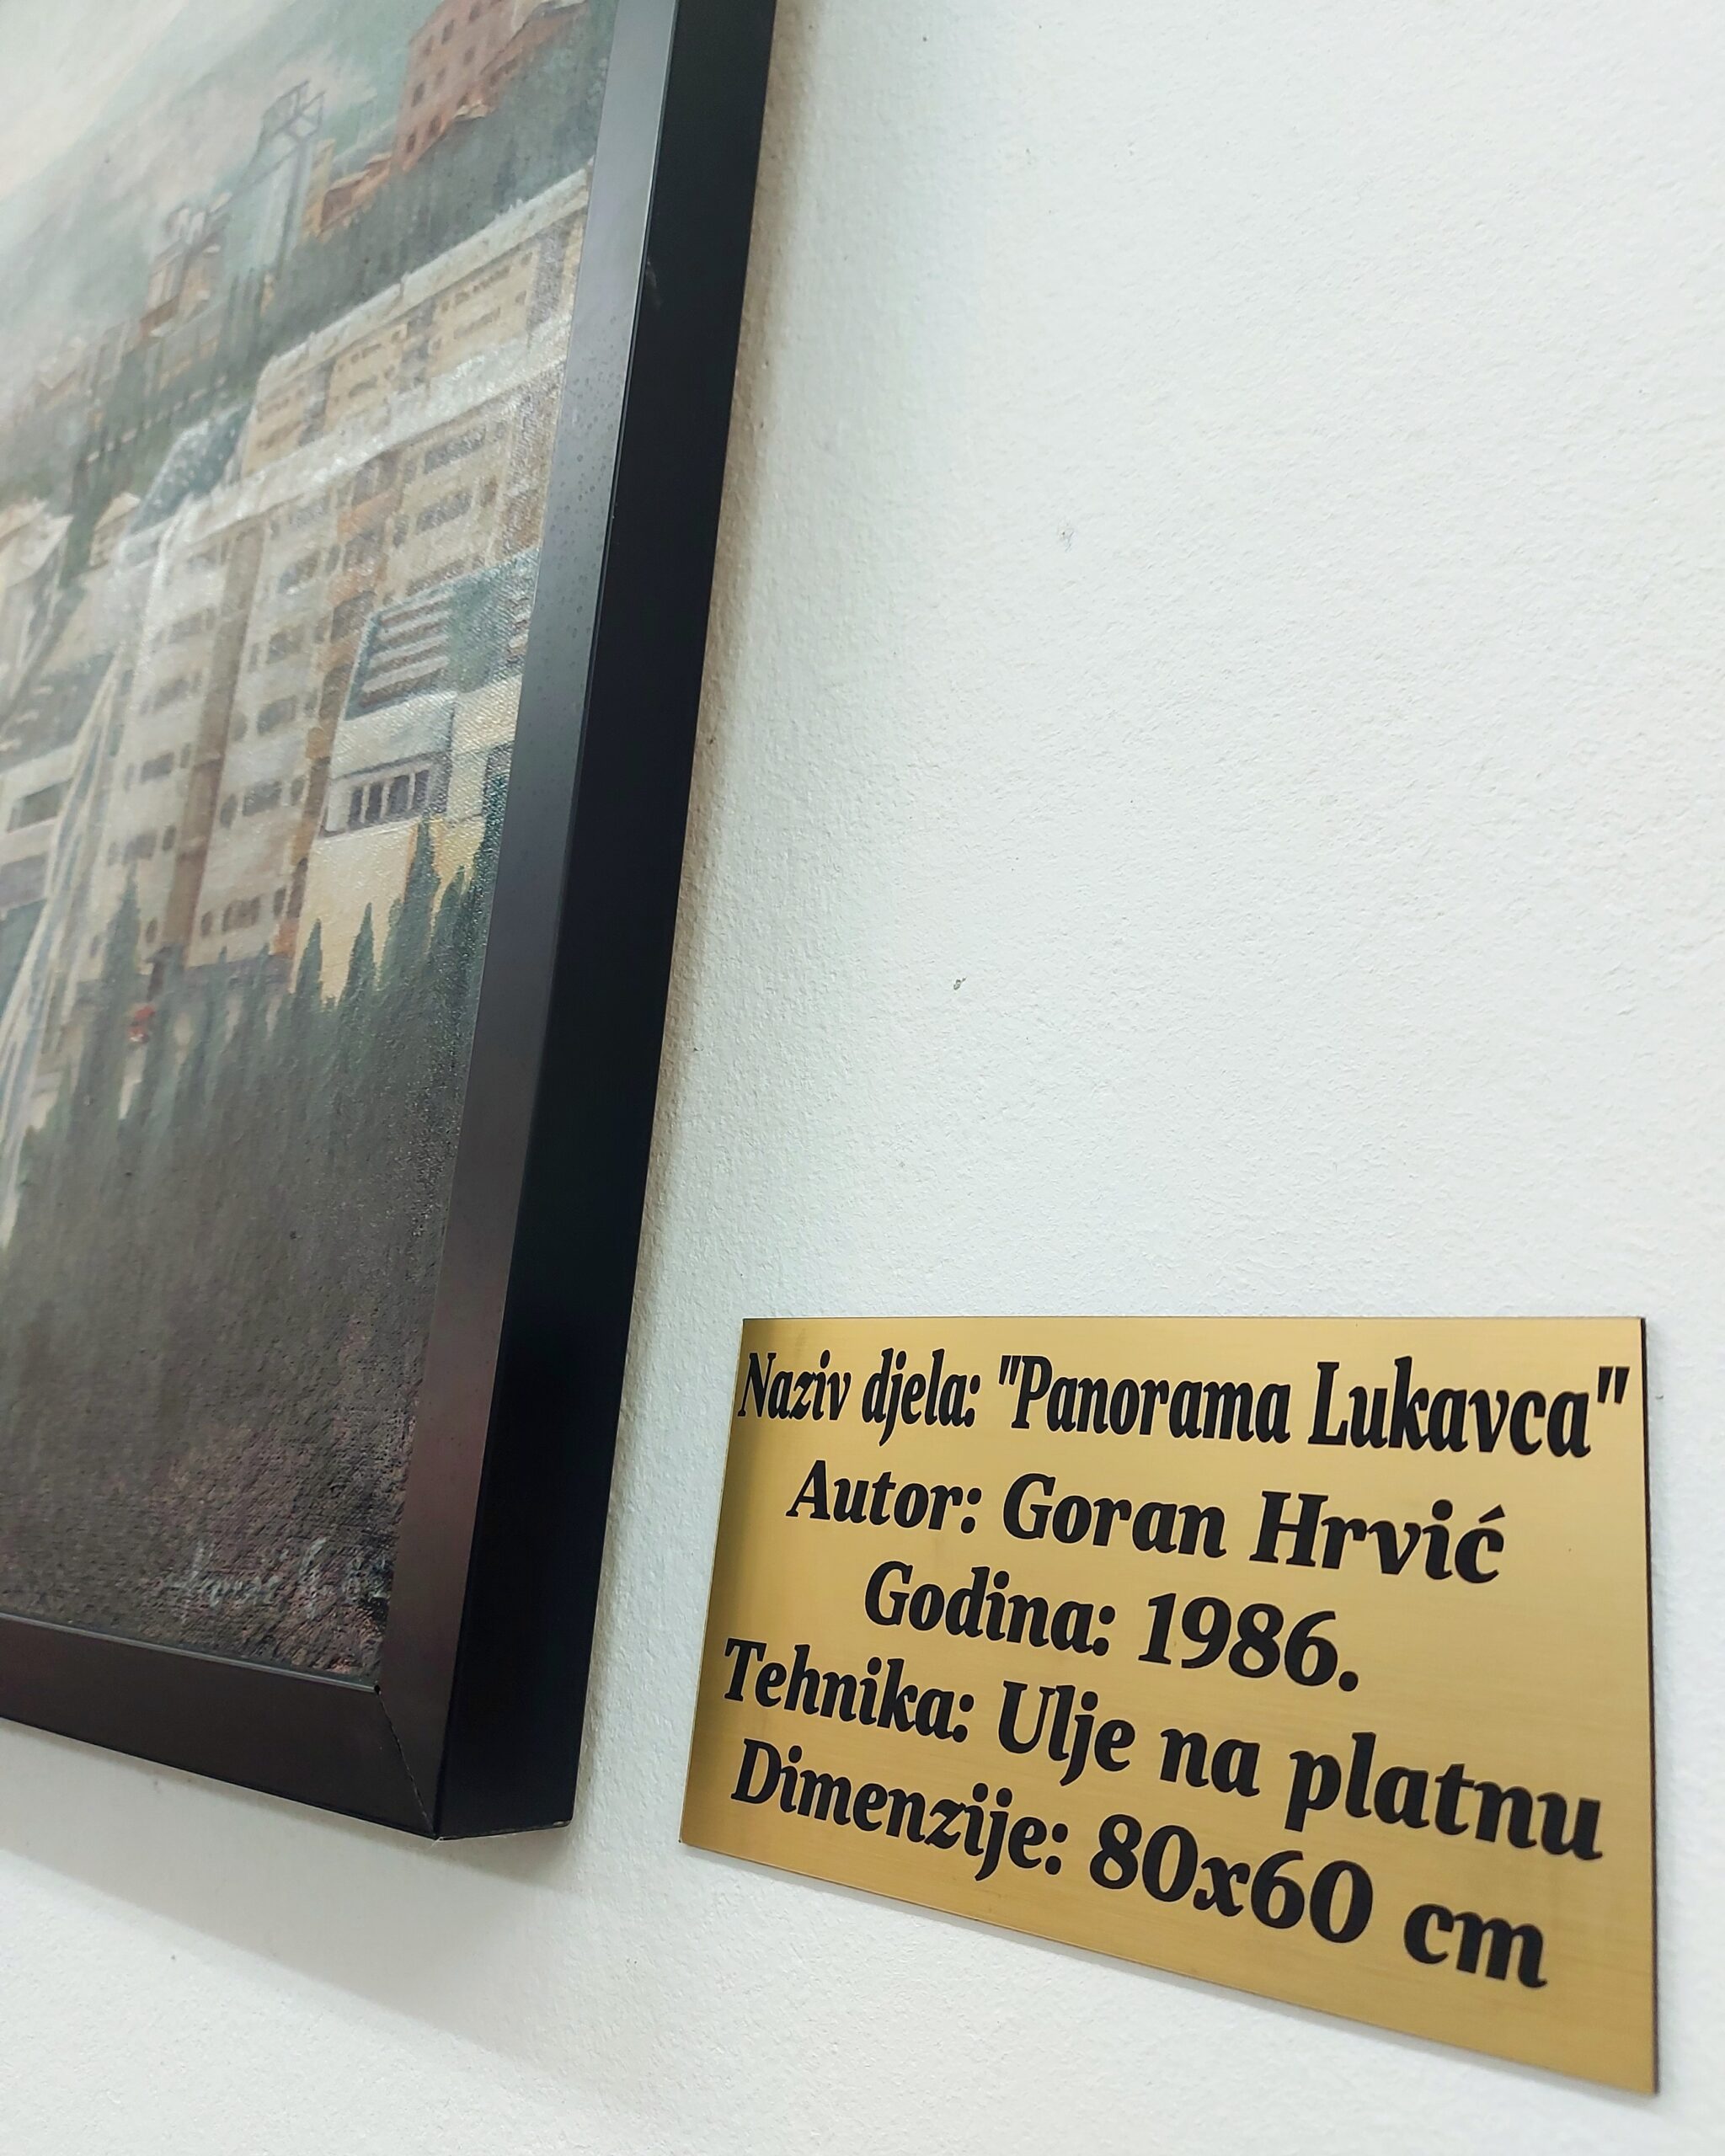 Naziv djela: "Panorama Lukavca"
Autor: Goran Hrvić
Godina: 1986.
Tehnika: Ulje na platnu
Dimenzije: 80x60 cm